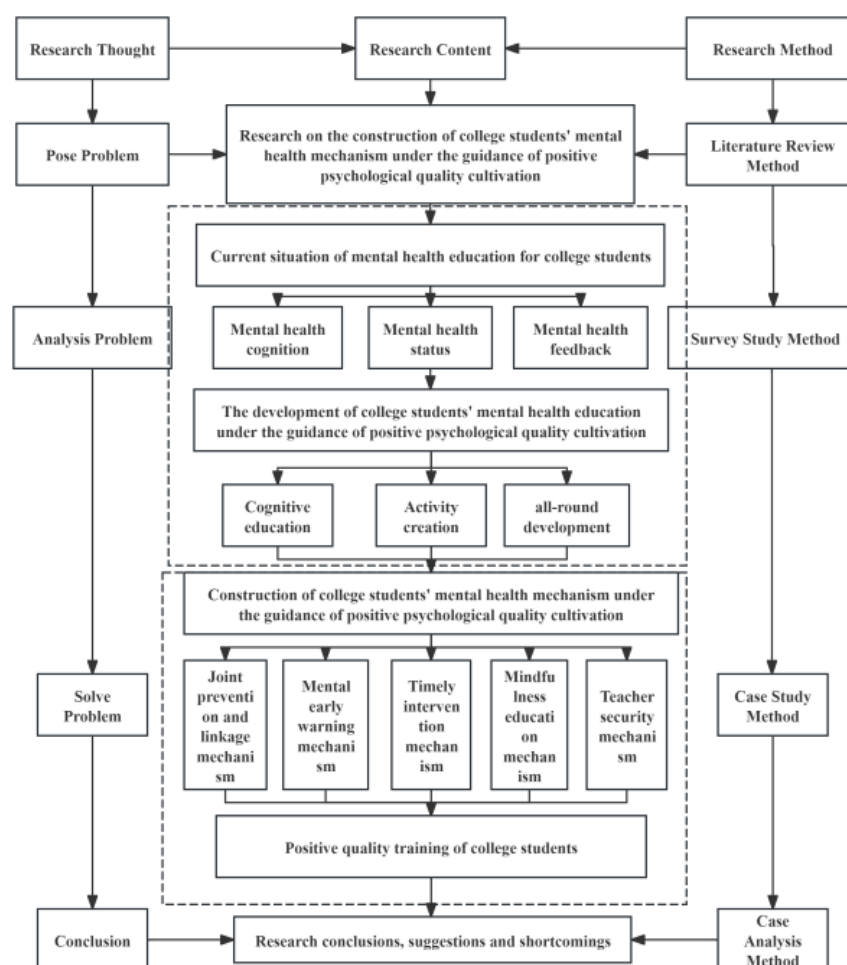 Research Thought
Research Content
Research Method
Pose Problem
Research on the construction of college students' mental
health mechanism under the guidance of positive
psychological quality cultivation
Literature Review
Method
Current situation of mental health education for college students
Analysis Problem
Mental health
cognition
Mental health
status
Mental health
feedback
Survey Study Method
The development of college students' mental health education
under the guidance of positive psychological quality cultivation
Cognitive
education
Activity
creation
all-round
development
Construction of college students' mental health mechanism under
the guidance of positive psychological quality cultivation
Solve
Problem
Joint
preventi
on and
linkage
mechani
sm
Mental
early
warning
mechani
sm
Timely
interven
tion
mechan
ism
Mindfu
lness
educati
on
mechan
ism
Teacher
security
mechani
sm
Case Study
Method
Positive quality training of college students
Conclusion
Research conclusions, suggestions and shortcomings
Case
Analysis
Method